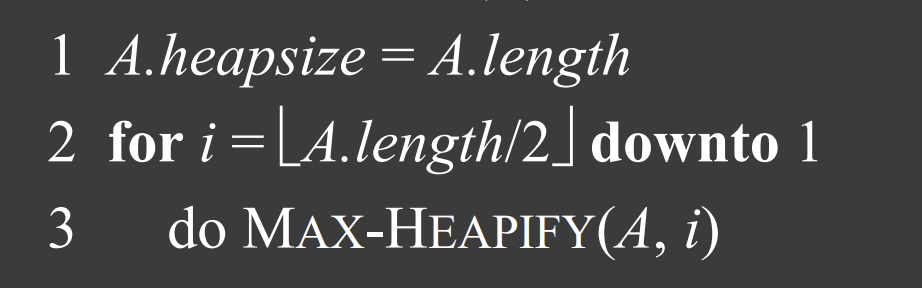 1 A.heapsize = A.length
2 for i = ⌊A.length/2⌋ downto 1
3 do MAX-HEAPIFY(A, i)